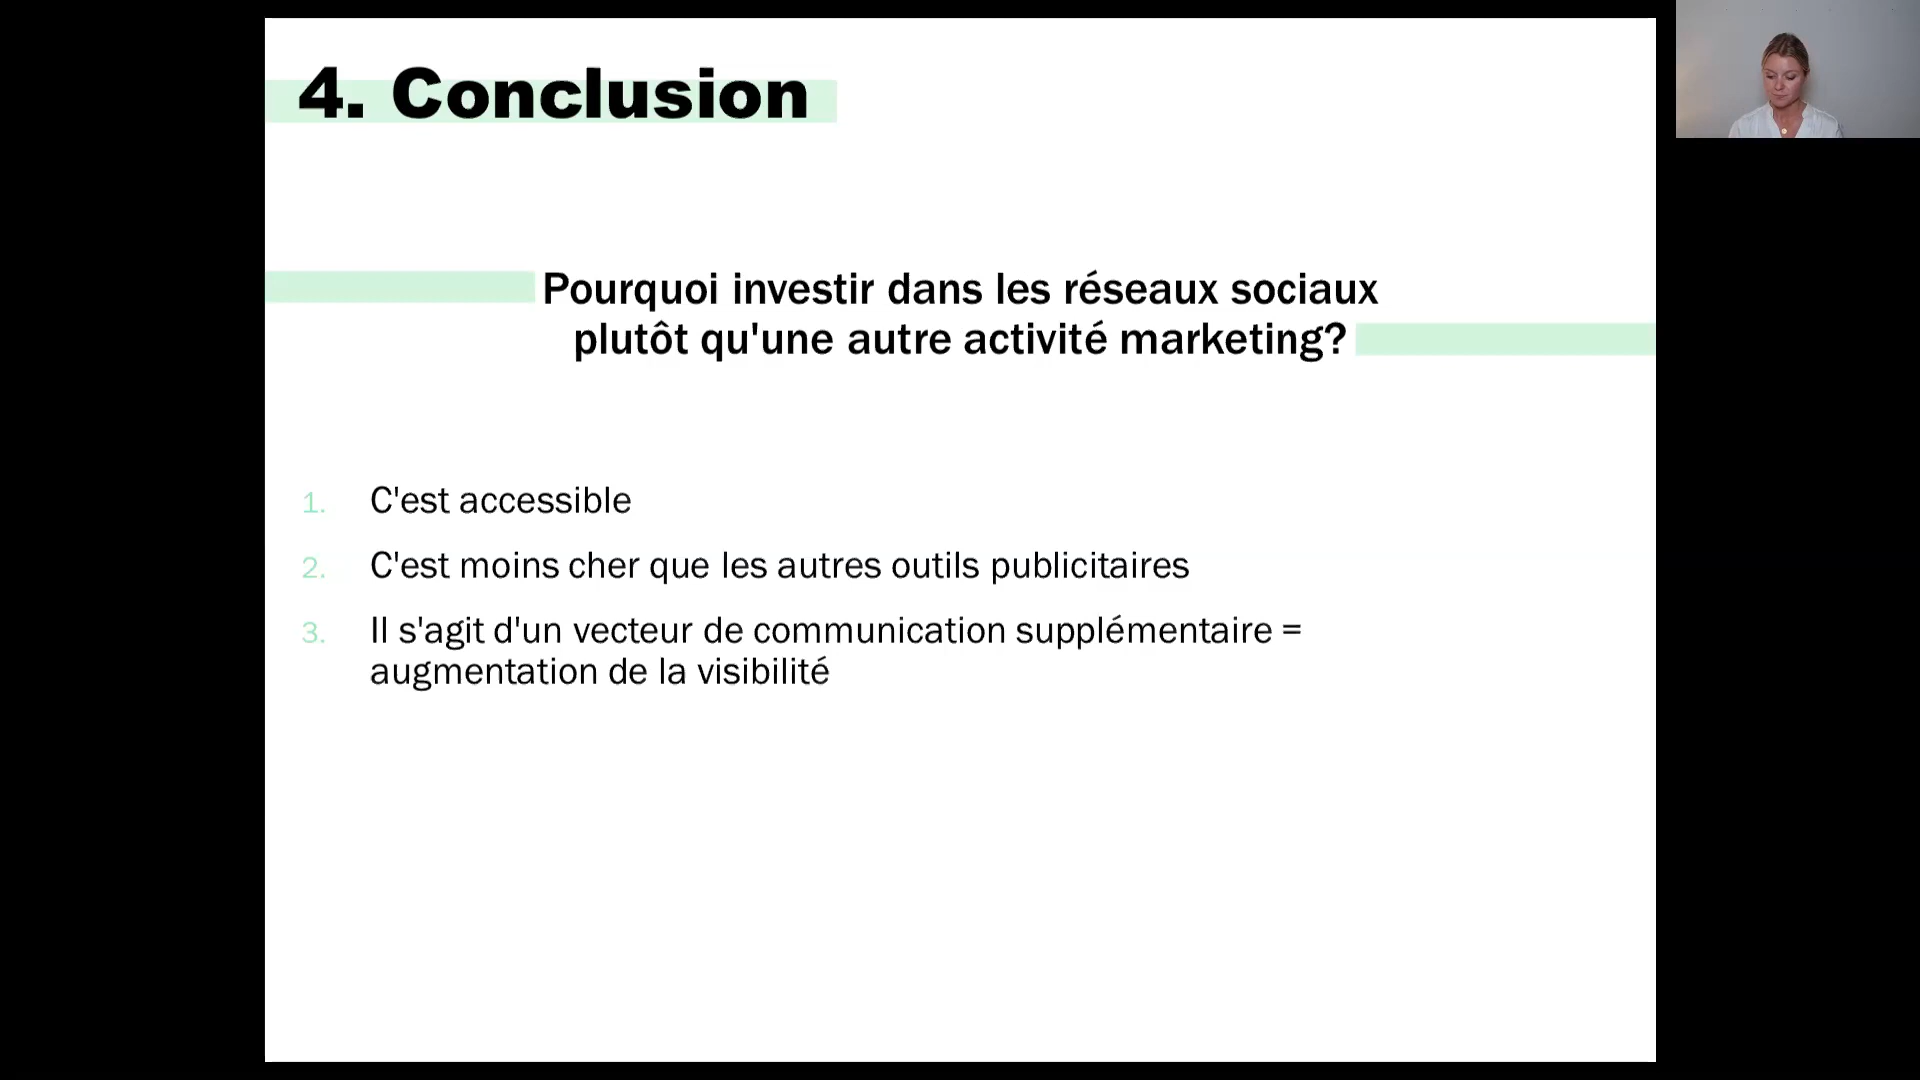 4. Conclusion
Pourquoi investir dans les réseaux sociaux
plutôt qu'une autre activité marketing?
1. C'est accessible
2. C'est moins cher que les autres outils publicitaires
3. Il s'agit d'un vecteur de communication supplémentaire =
augmentation de la visibilité